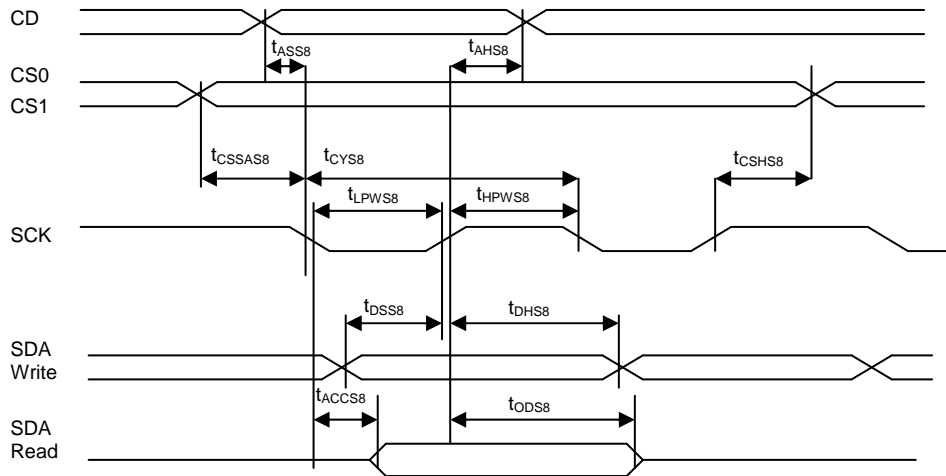 CD
tASS8
tAHS8
CS0
CS1
tCSSAS8
tCYS8
tCSHS8
tLPWS8
tHPWS8
SCK
tDSS8
tDHS8
SDA
Write
tACCS8
tODS8
SDA
Read